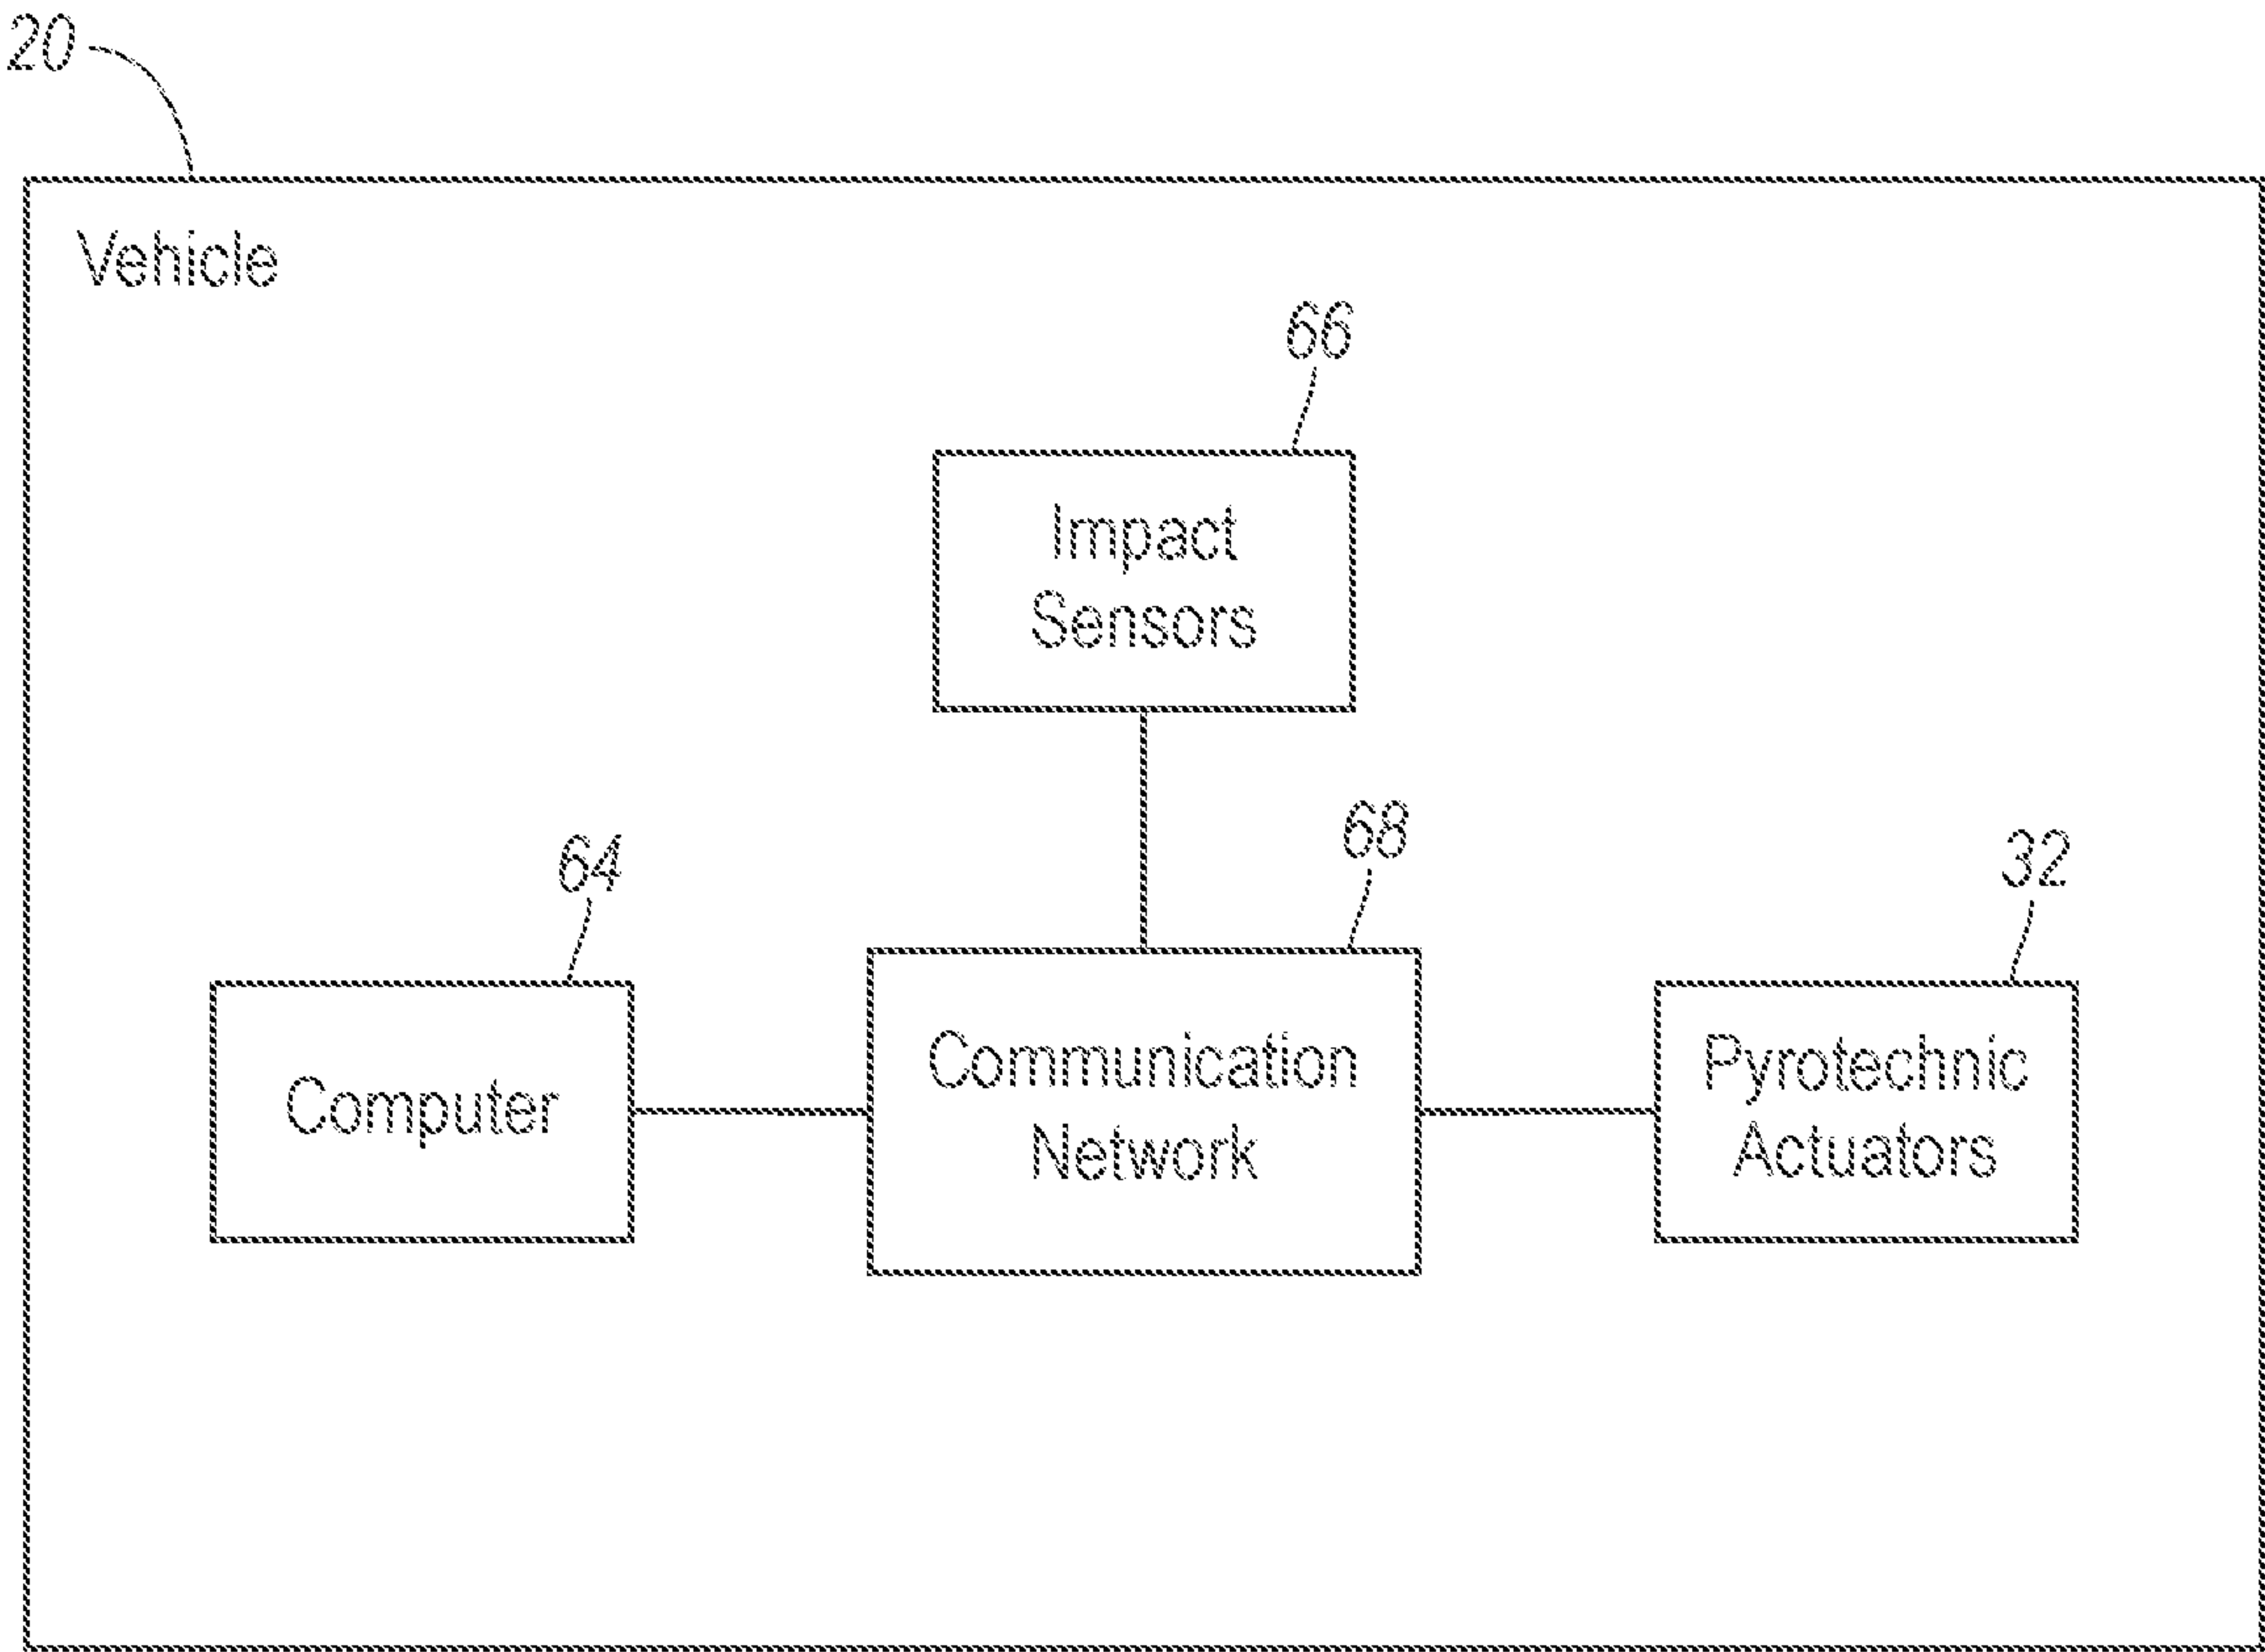 20
Vehicle
66
Impact
Sensors
64
68
32
Computer
Communication
Network
Pyrotechnic
Actuators